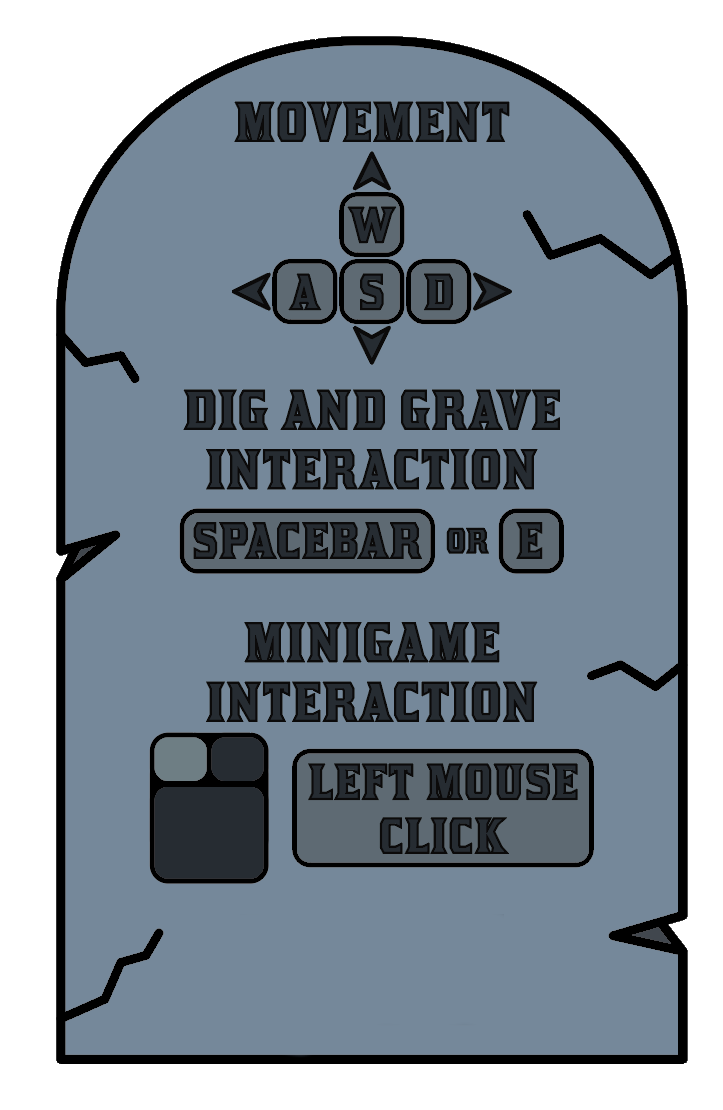 MOVEMENT
W
A S D
DIG AND GRAVE
INTERACTION
SPACEBAR OR E
MINIGAME
INTERACTION
LEFT MOUSE
CLICK